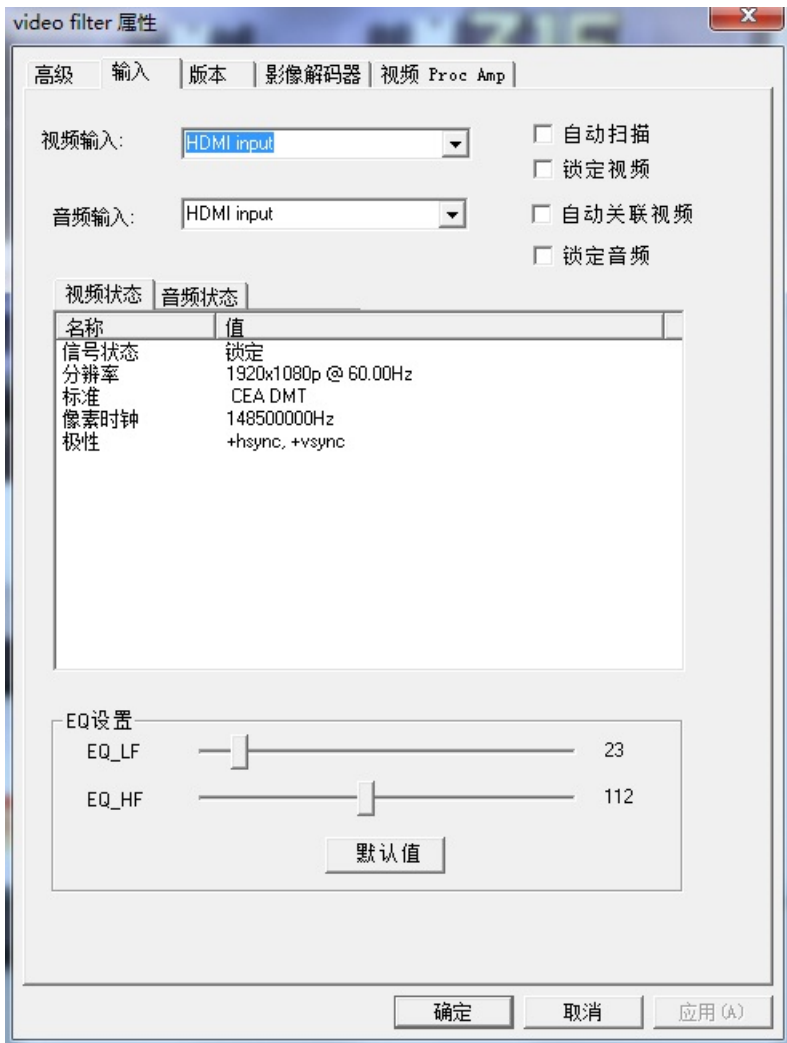 video filter 属性
高级 输入 版本 影像解码器 视频 Proc Amp
视频输入: HDMI input 自动扫描
锁定视频
音频输入: HDMI input 自动关联视频
锁定音频
视频状态 音频状态
名称 值
信号状态 锁定
分辨率 1920x1080p @ 60.00Hz
标准 CEA DMT
像素时钟 148500000Hz
极性 +hsync, +vsync
EQ设置
EQ_LF 23
EQ_HF 112
默认值
确定 取消 应用(A)